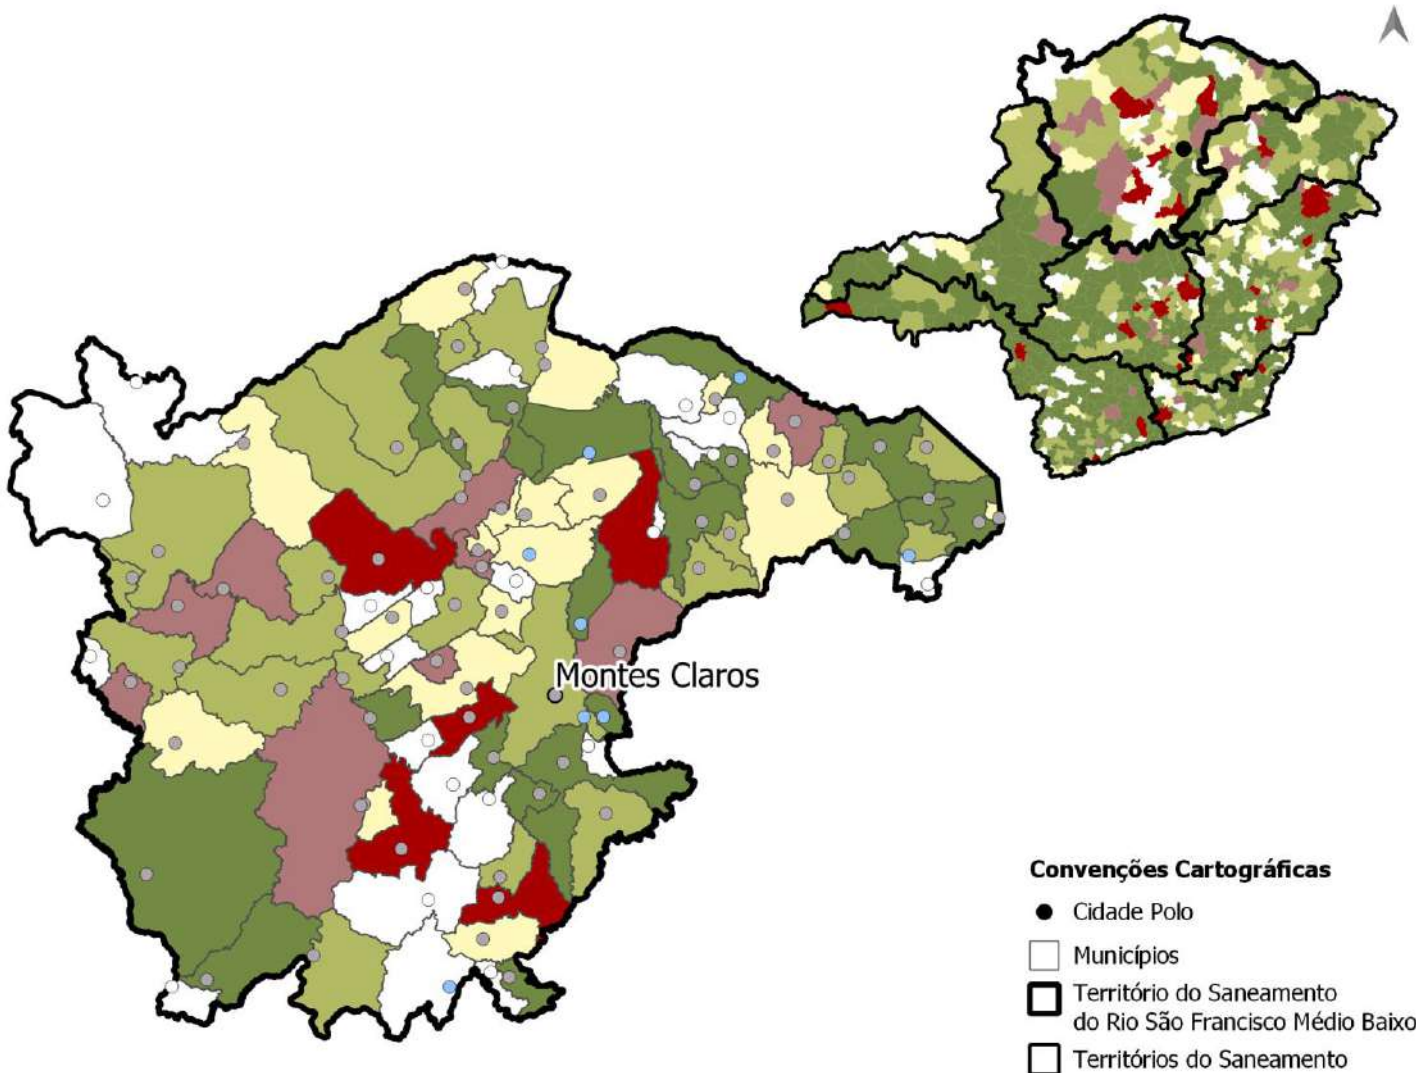 Montes Claros
Convenções Cartográficas
Cidade Polo
Municípios
Território do Saneamento
do Rio São Francisco Médio Baixo
Territórios do Saneamento